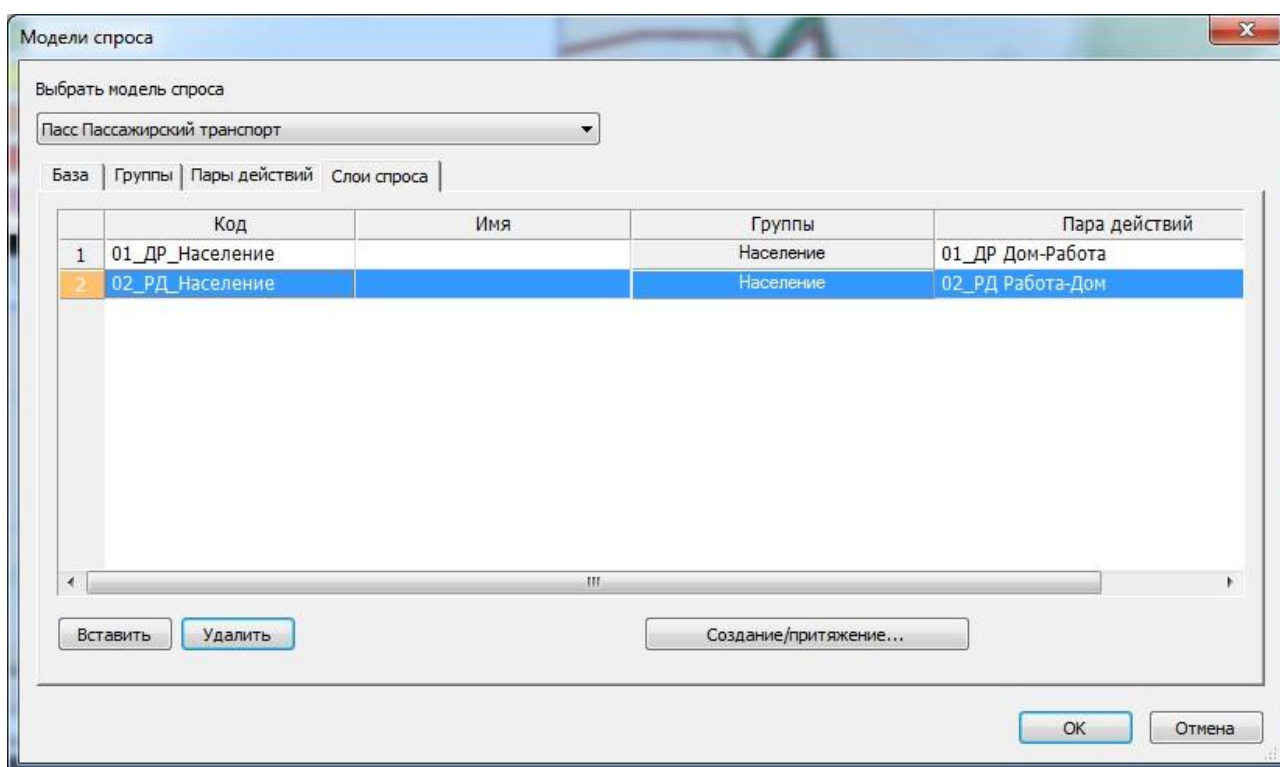 Модели спроса
Выбрать модель спроса
Пасс Пассажирский транспорт
База Группы Пары действий Слои спроса
Код Имя Группы Пара действий
1 01_ДР_Население Население 01_ДР Дом-Работа
2 02_РД_Население Население 02_РД Работа-Дом
Вставить Удалить Создание/притяжение...
OK Отмена